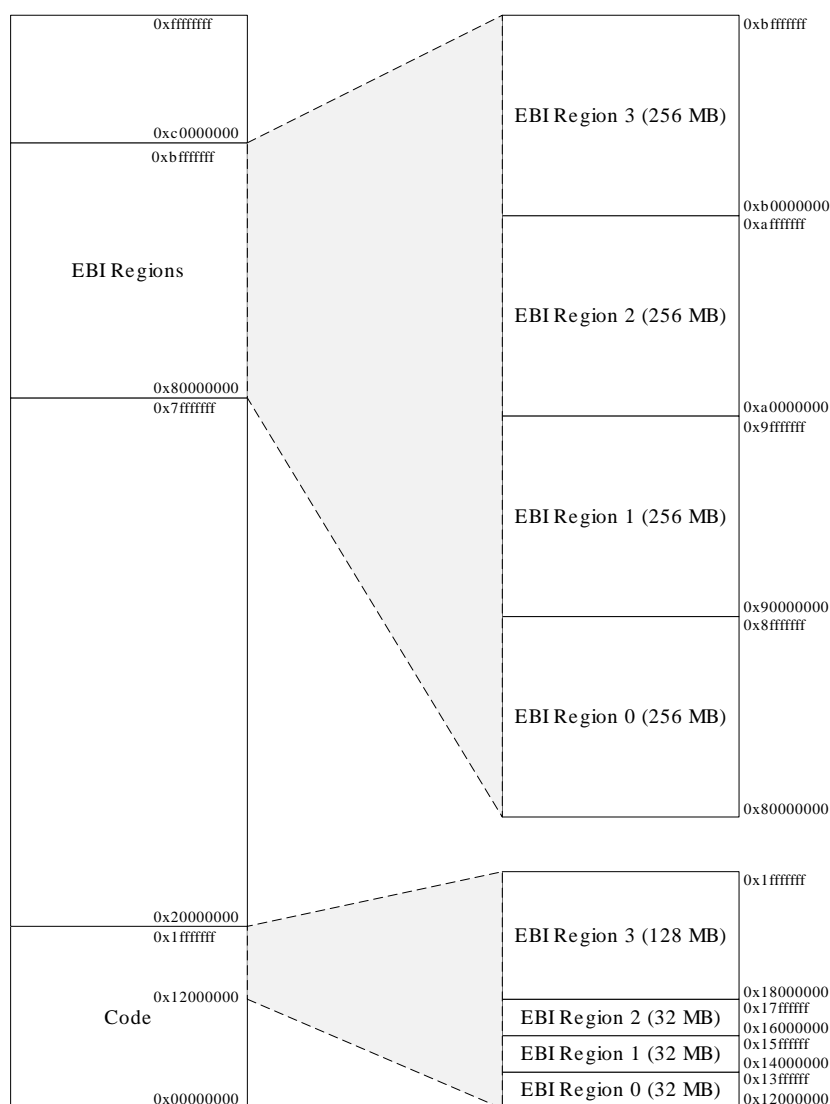 0xffffffff
0xc0000000
0xbfffffff
EBI Regions
0x80000000
0x7fffffff
0x20000000
0x1fffffff
0x12000000
Code
0x00000000
0xbfffffff
EBI Region 3 (256 MB)
0xb0000000
0xafffffff
EBI Region 2 (256 MB)
0xa0000000
0x9fffffff
EBI Region 1 (256 MB)
0x90000000
0x8fffffff
EBI Region 0 (256 MB)
0x80000000
0x1fffffff
EBI Region 3 (128 MB)
0x18000000
0x17ffffff
EBI Region 2 (32 MB)
0x16000000
0x15ffffff
EBI Region 1 (32 MB)
0x14000000
0x13ffffff
EBI Region 0 (32 MB)
0x12000000